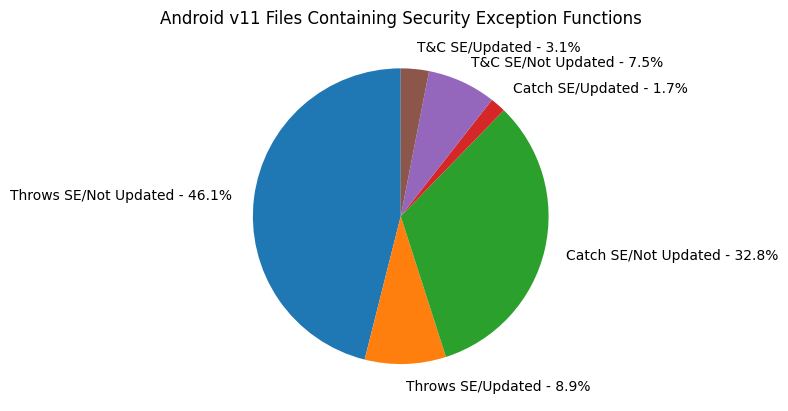 Android v11 Files Containing Security Exception Functions
T&C SE/Updated - 3.1%
T&C SE/Not Updated - 7.5%
Catch SE/Updated - 1.7%
Throws SE/Not Updated - 46.1%
Catch SE/Not Updated - 32.8%
Throws SE/Updated - 8.9%